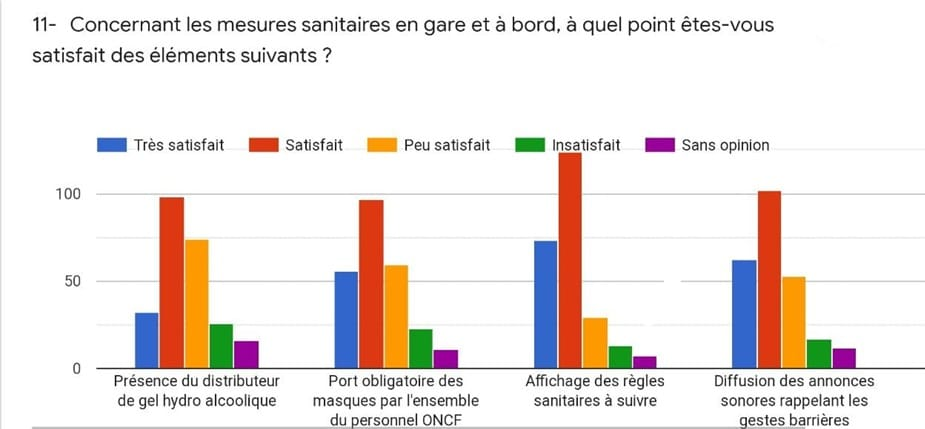 11- Concernant les mesures sanitaires en gare et à bord, à quel point êtes-vous
satisfait des éléments suivants ?
Très satisfait Satisfait Peu satisfait Insatisfait Sans opinion
100
50
0
Présence du distributeur
de gel hydro alcoolique
Port obligatoire des
masques par l'ensemble
du personnel ONCF
Affichage des règles
sanitaires à suivre
Diffusion des annonces
sonores rappelant les
gestes barrières